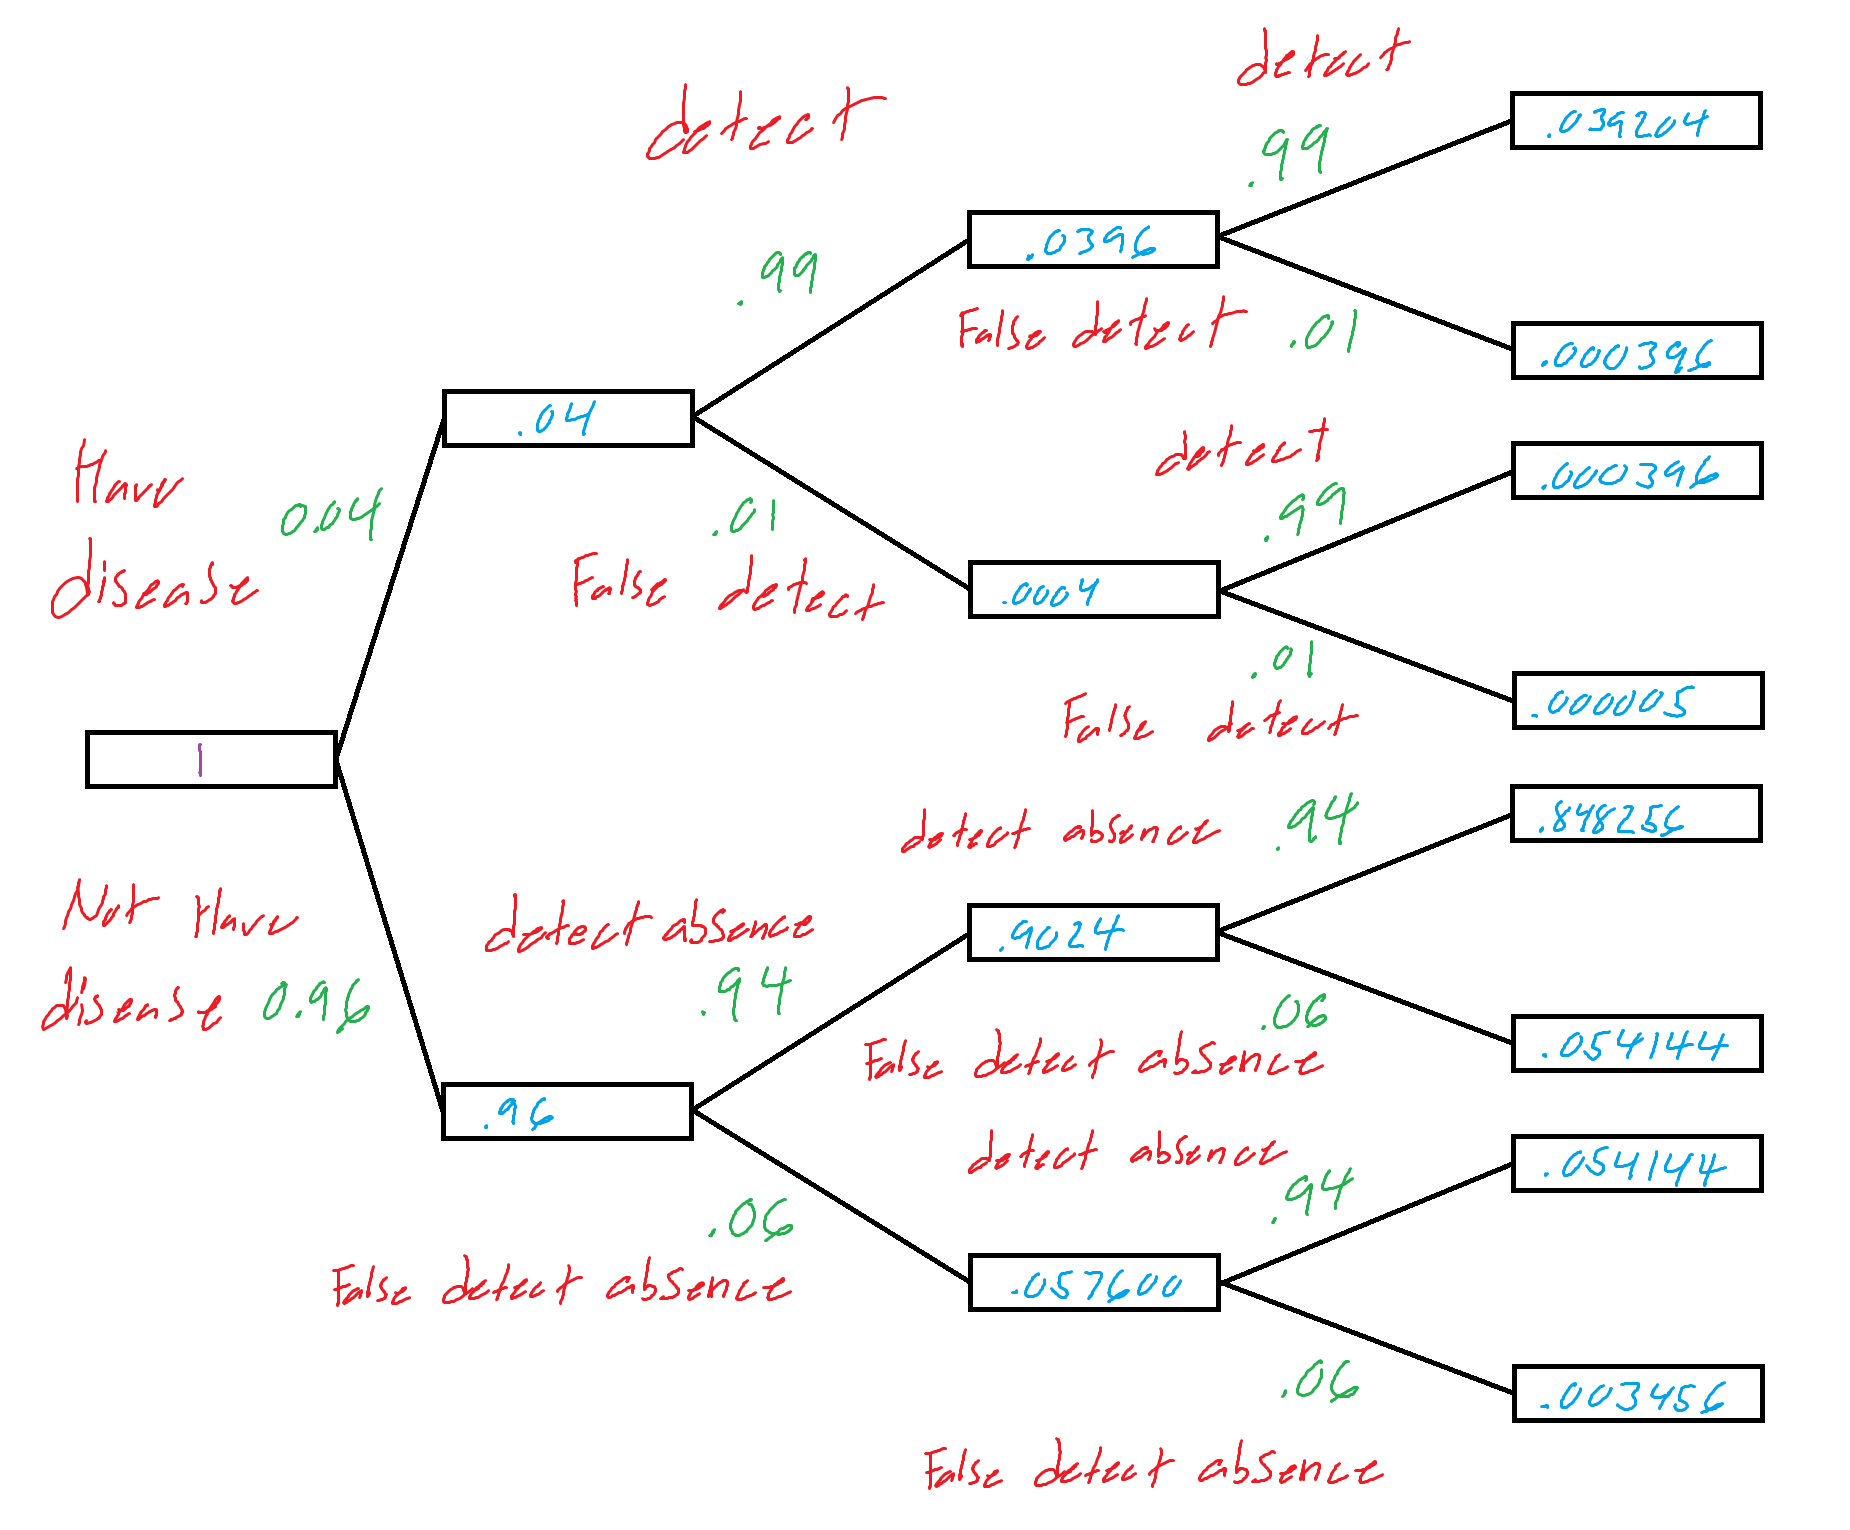 detect
.99
.039204
detect
.99
.0396
False detect .01
.000396
.04
Have
disease
0.04
.01
False detect
detect
.99
.000396
.0004
.01
False detect
.000005
1
Not Have
disease 0.96
.96
detect absence
.94
detect absence .94
.848256
.9024
.06
False detect absence
.054144
.06
False detect absence
detect absence
.94
.054144
.057600
.06
False detect absence
.003456